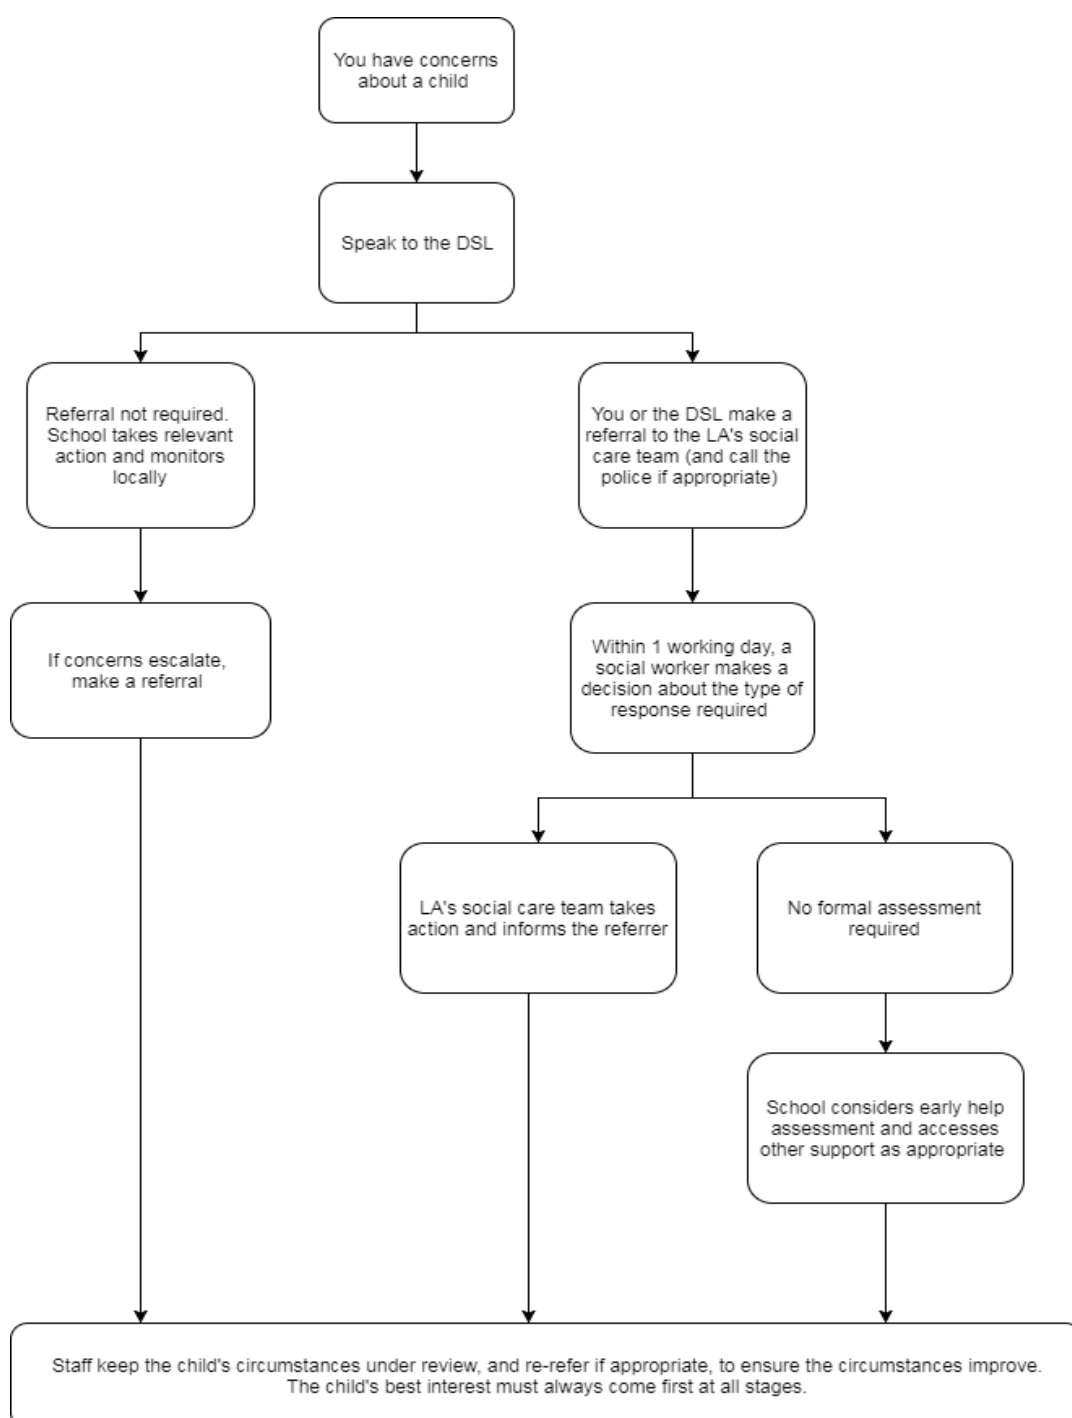 You have concerns
about a child
Speak to the DSL
Referral not required.
School takes relevant
action and monitors
locally
You or the DSL make a
referral to the LA's social
care team (and call the
police if appropriate)
If concerns escalate,
make a referral
Within 1 working day, a
social worker makes a
decision about the type of
response required
LA's social care team takes
action and informs the referrer
No formal assessment
required
School considers early help
assessment and accesses
other support as appropriate
Staff keep the child's circumstances under review, and re-refer if appropriate, to ensure the circumstances improve.
The child's best interest must always come first at all stages.